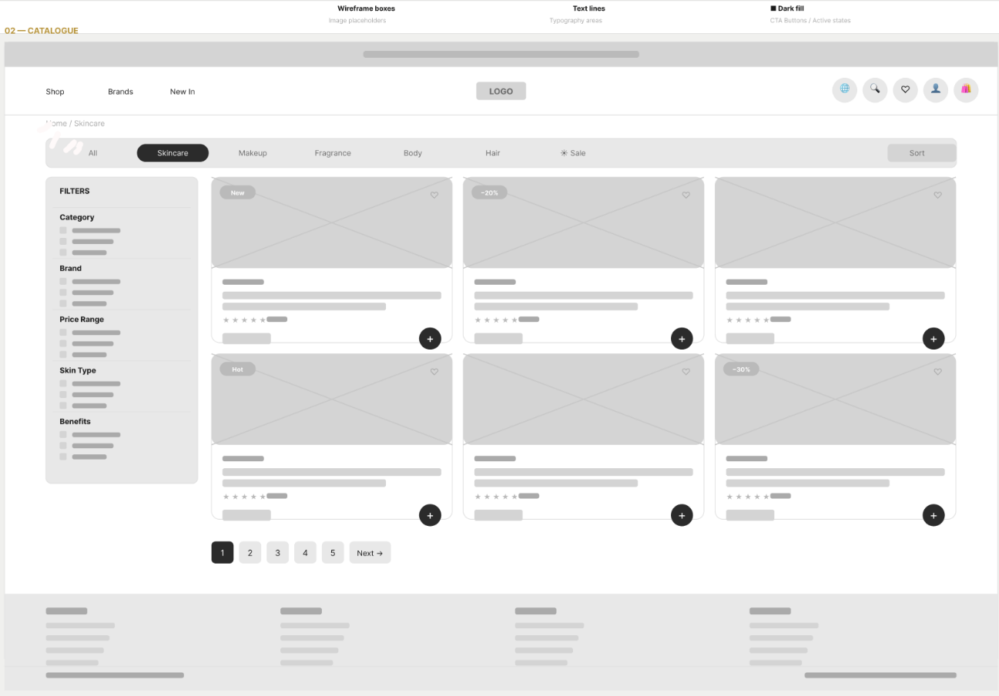 Wireframe boxes
Image placeholders
Text lines
Typography areas
■ Dark fill
CTA Buttons / Active states
02 — CATALOGUE
Shop Brands New In
LOGO
/ Skincare
All Skincare Makeup Fragrance Body Hair ☀ Sale Sort
FILTERS
Category
Brand
Price Range
Skin Type
Benefits
New
−20%
Hot
−30%
1 2 3 4 5 Next →